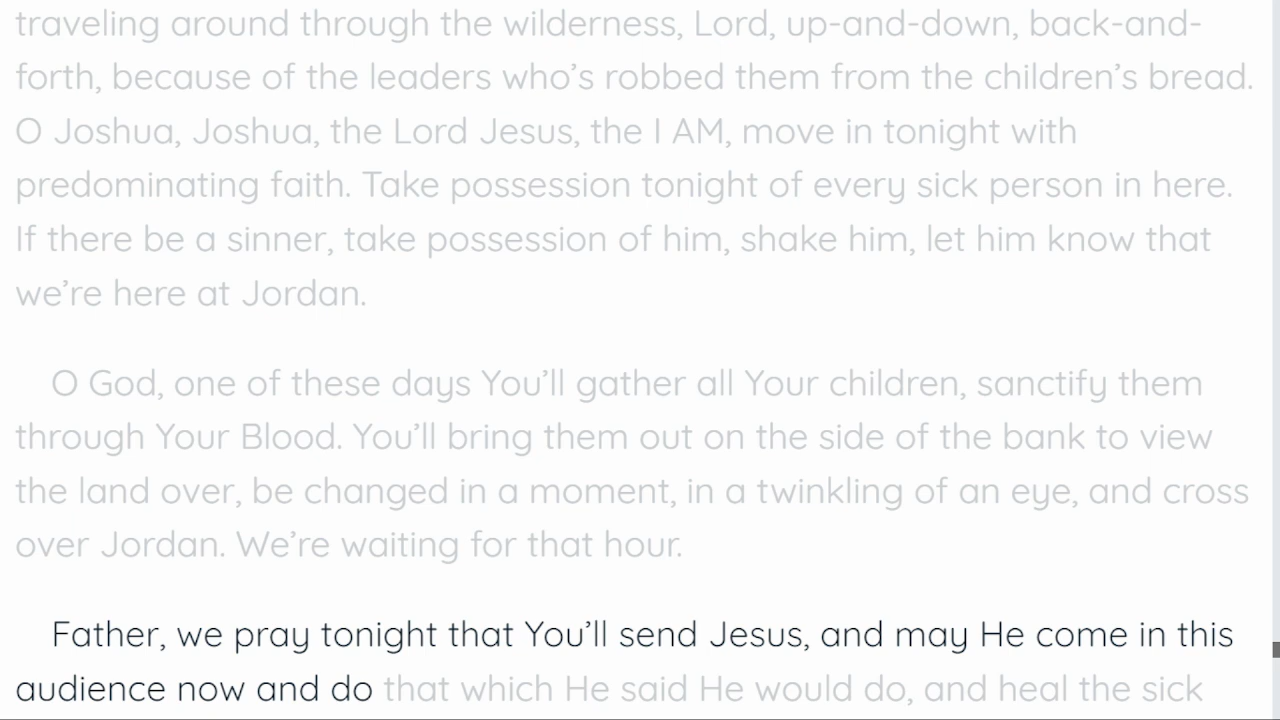 traveling around through the wilderness, Lord, up-and-down, back-and-
forth, because of the leaders who’s robbed them from the children’s bread.
O Joshua, Joshua, the Lord Jesus, the I AM, move in tonight with
predominating faith. Take possession tonight of every sick person in here.
If there be a sinner, take possession of him, shake him, let him know that
we’re here at Jordan.
O God, one of these days You’ll gather all Your children, sanctify them
through Your Blood. You’ll bring them out on the side of the bank to view
the land over, be changed in a moment, in a twinkling of an eye, and cross
over Jordan. We’re waiting for that hour.
Father, we pray tonight that You’ll send Jesus, and may He come in this
audience now and do that which He said He would do, and heal the sick